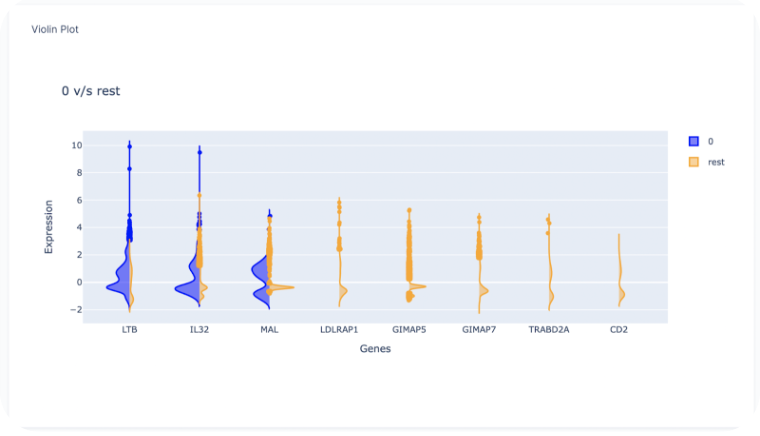 Violin Plot
0 v/s rest
10
8
6
4
2
0
−2
Expression
LTB IL32 MAL LDLRAP1 GIMAP5 GIMAP7 TRABD2A CD2
Genes
0
rest